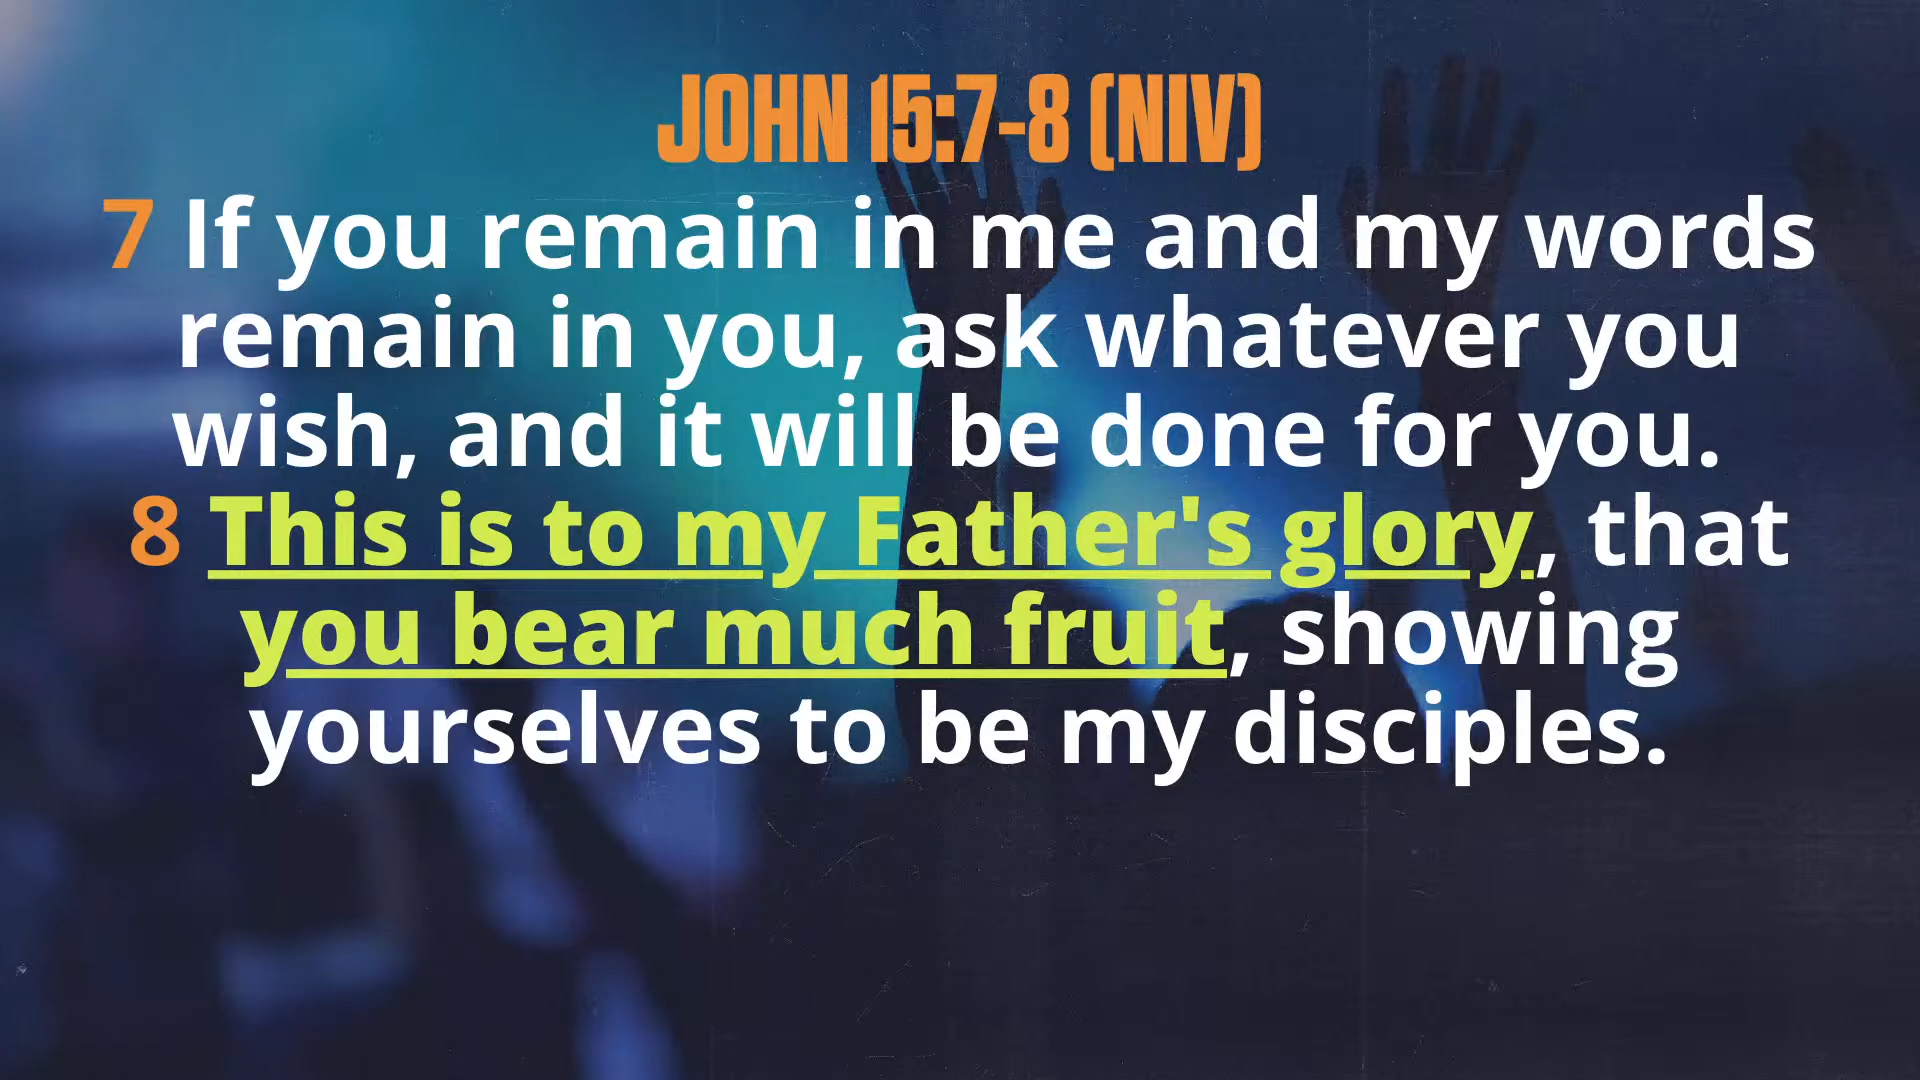 JOHN 15:7-8 (NIV)
7 If you remain in me and my words
remain in you, ask whatever you
wish, and it will be done for you.
8 This is to my Father's glory, that
you bear much fruit, showing
yourselves to be my disciples.